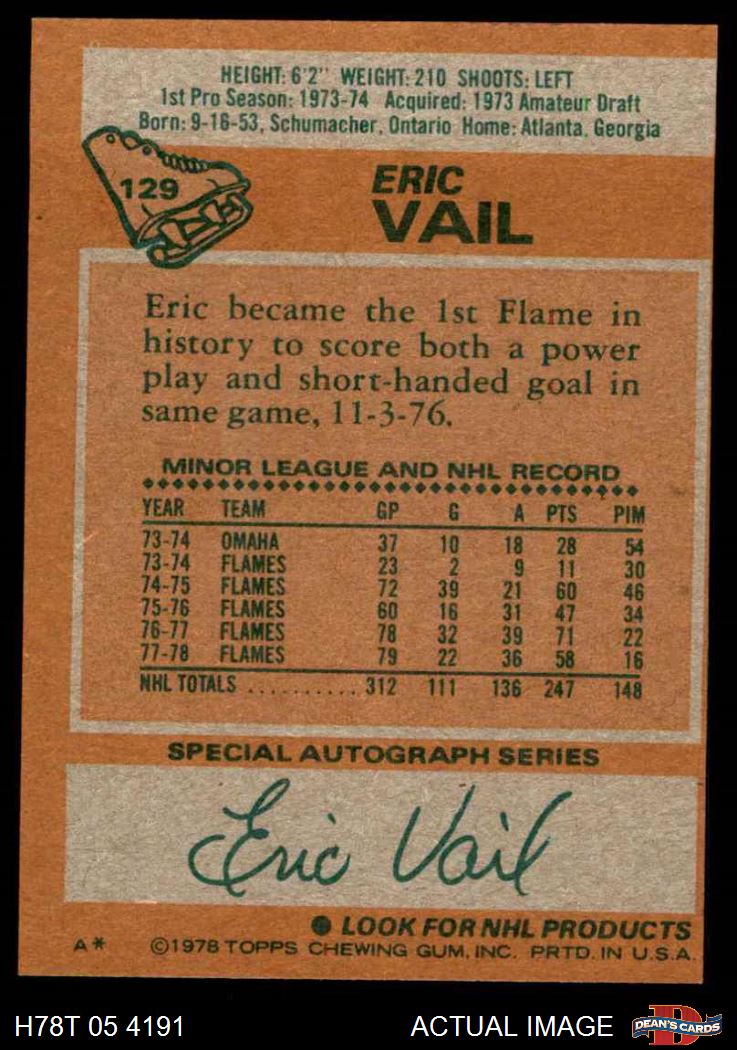 HEIGHT: 6'2" WEIGHT: 210 SHOOTS: LEFT
1st Pro Season: 1973-74 Acquired: 1973 Amateur Draft
Born: 9-16-53, Schumacher, Ontario Home: Atlanta, Georgia
129
ERIC
VAIL
Eric became the 1st Flame in
history to score both a power
play and short-handed goal in
same game, 11-3-76.
MINOR LEAGUE AND NHL RECORD
YEAR TEAM GP G A PTS PIM
73-74 OMAHA 37 10 18 28 54
73-74 FLAMES 23 2 9 11 30
74-75 FLAMES 72 39 21 60 46
75-76 FLAMES 60 16 31 47 34
76-77 FLAMES 78 32 39 71 22
77-78 FLAMES 79 22 36 58 16
NHL TOTALS .......... 312 111 136 247 148
SPECIAL AUTOGRAPH SERIES
Eric Vail
● LOOK FOR NHL PRODUCTS
A* ©1978 TOPPS CHEWING GUM, INC. PRTD. IN U.S.A.
H78T 05 4191 ACTUAL IMAGE DEAN'S CARDS